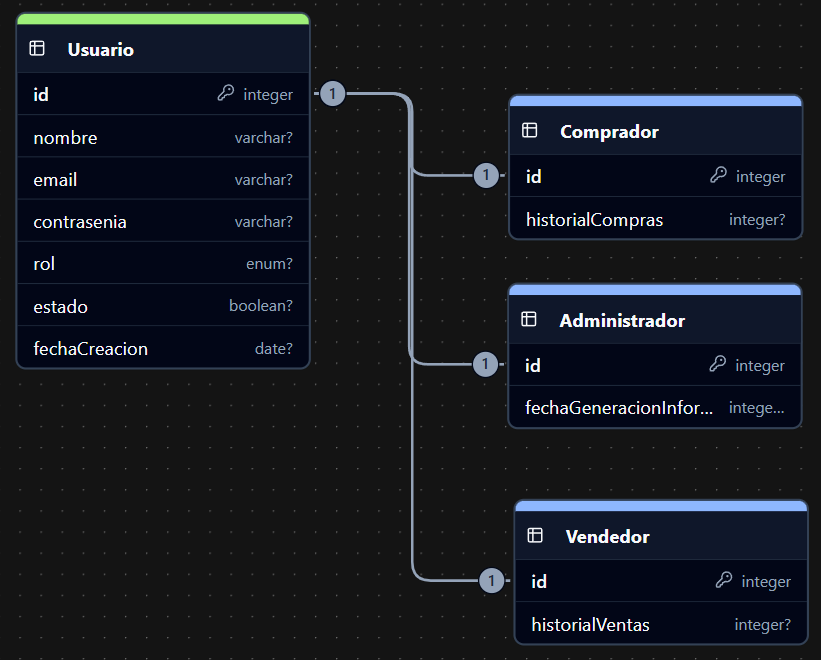 Usuario
id integer
nombre varchar?
email varchar?
contrasenia varchar?
rol enum?
estado boolean?
fechaCreacion date?
1
1
Comprador
id integer
historialCompras integer?
1
Administrador
id integer
fechaGeneracionInfor... intege...
1
Vendedor
id integer
historialVentas integer?